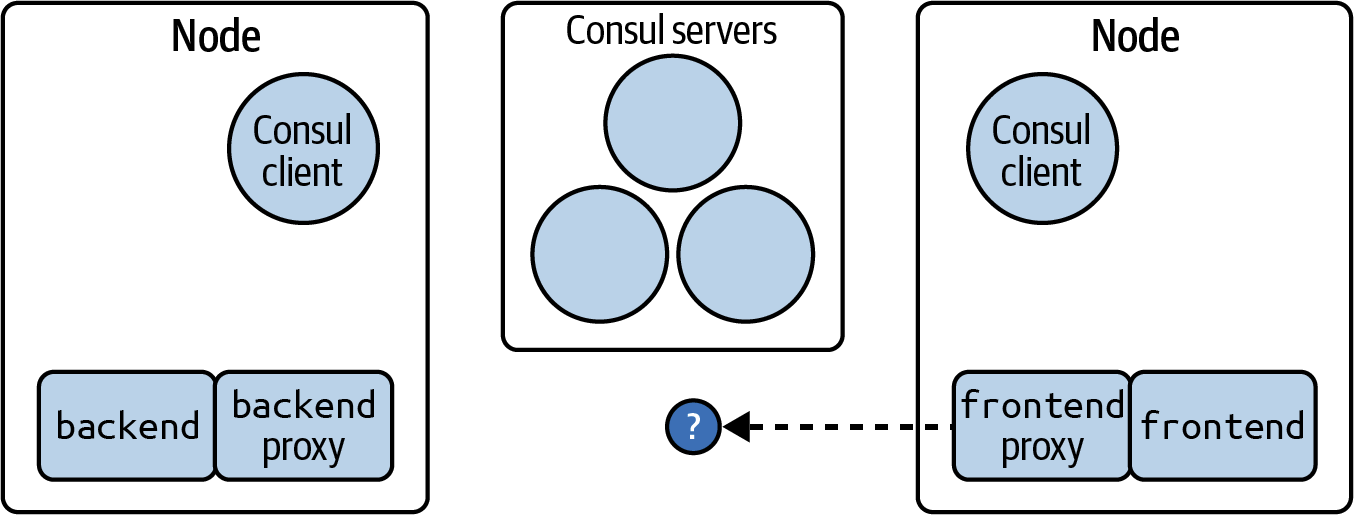 Node
Consul
client
backend
backend
proxy
Consul servers
?
Node
Consul
client
frontend
proxy
frontend